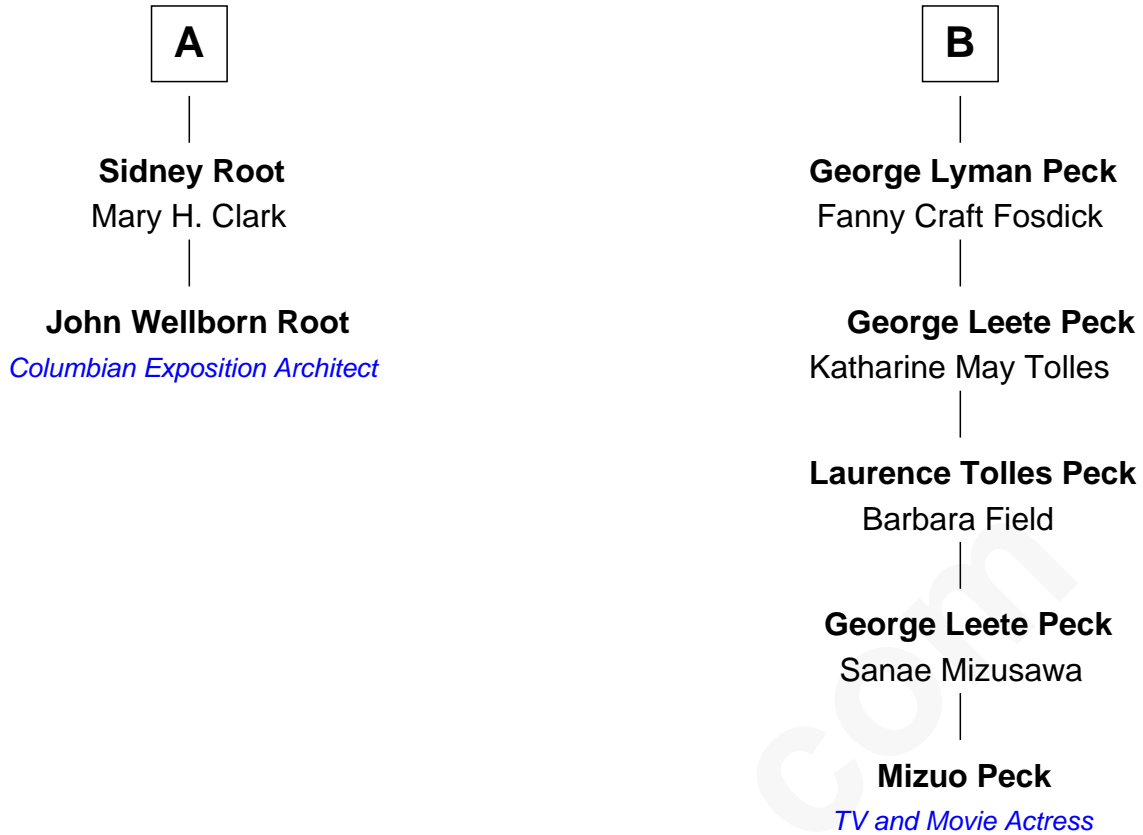 A
Sidney Root
Mary H. Clark
John Wellborn Root
Columbian Exposition Architect
B
George Lyman Peck
Fanny Craft Fosdick
George Leete Peck
Katharine May Tolles
Laurence Tolles Peck
Barbara Field
George Leete Peck
Sanae Mizusawa
Mizuo Peck
TV and Movie Actress
com